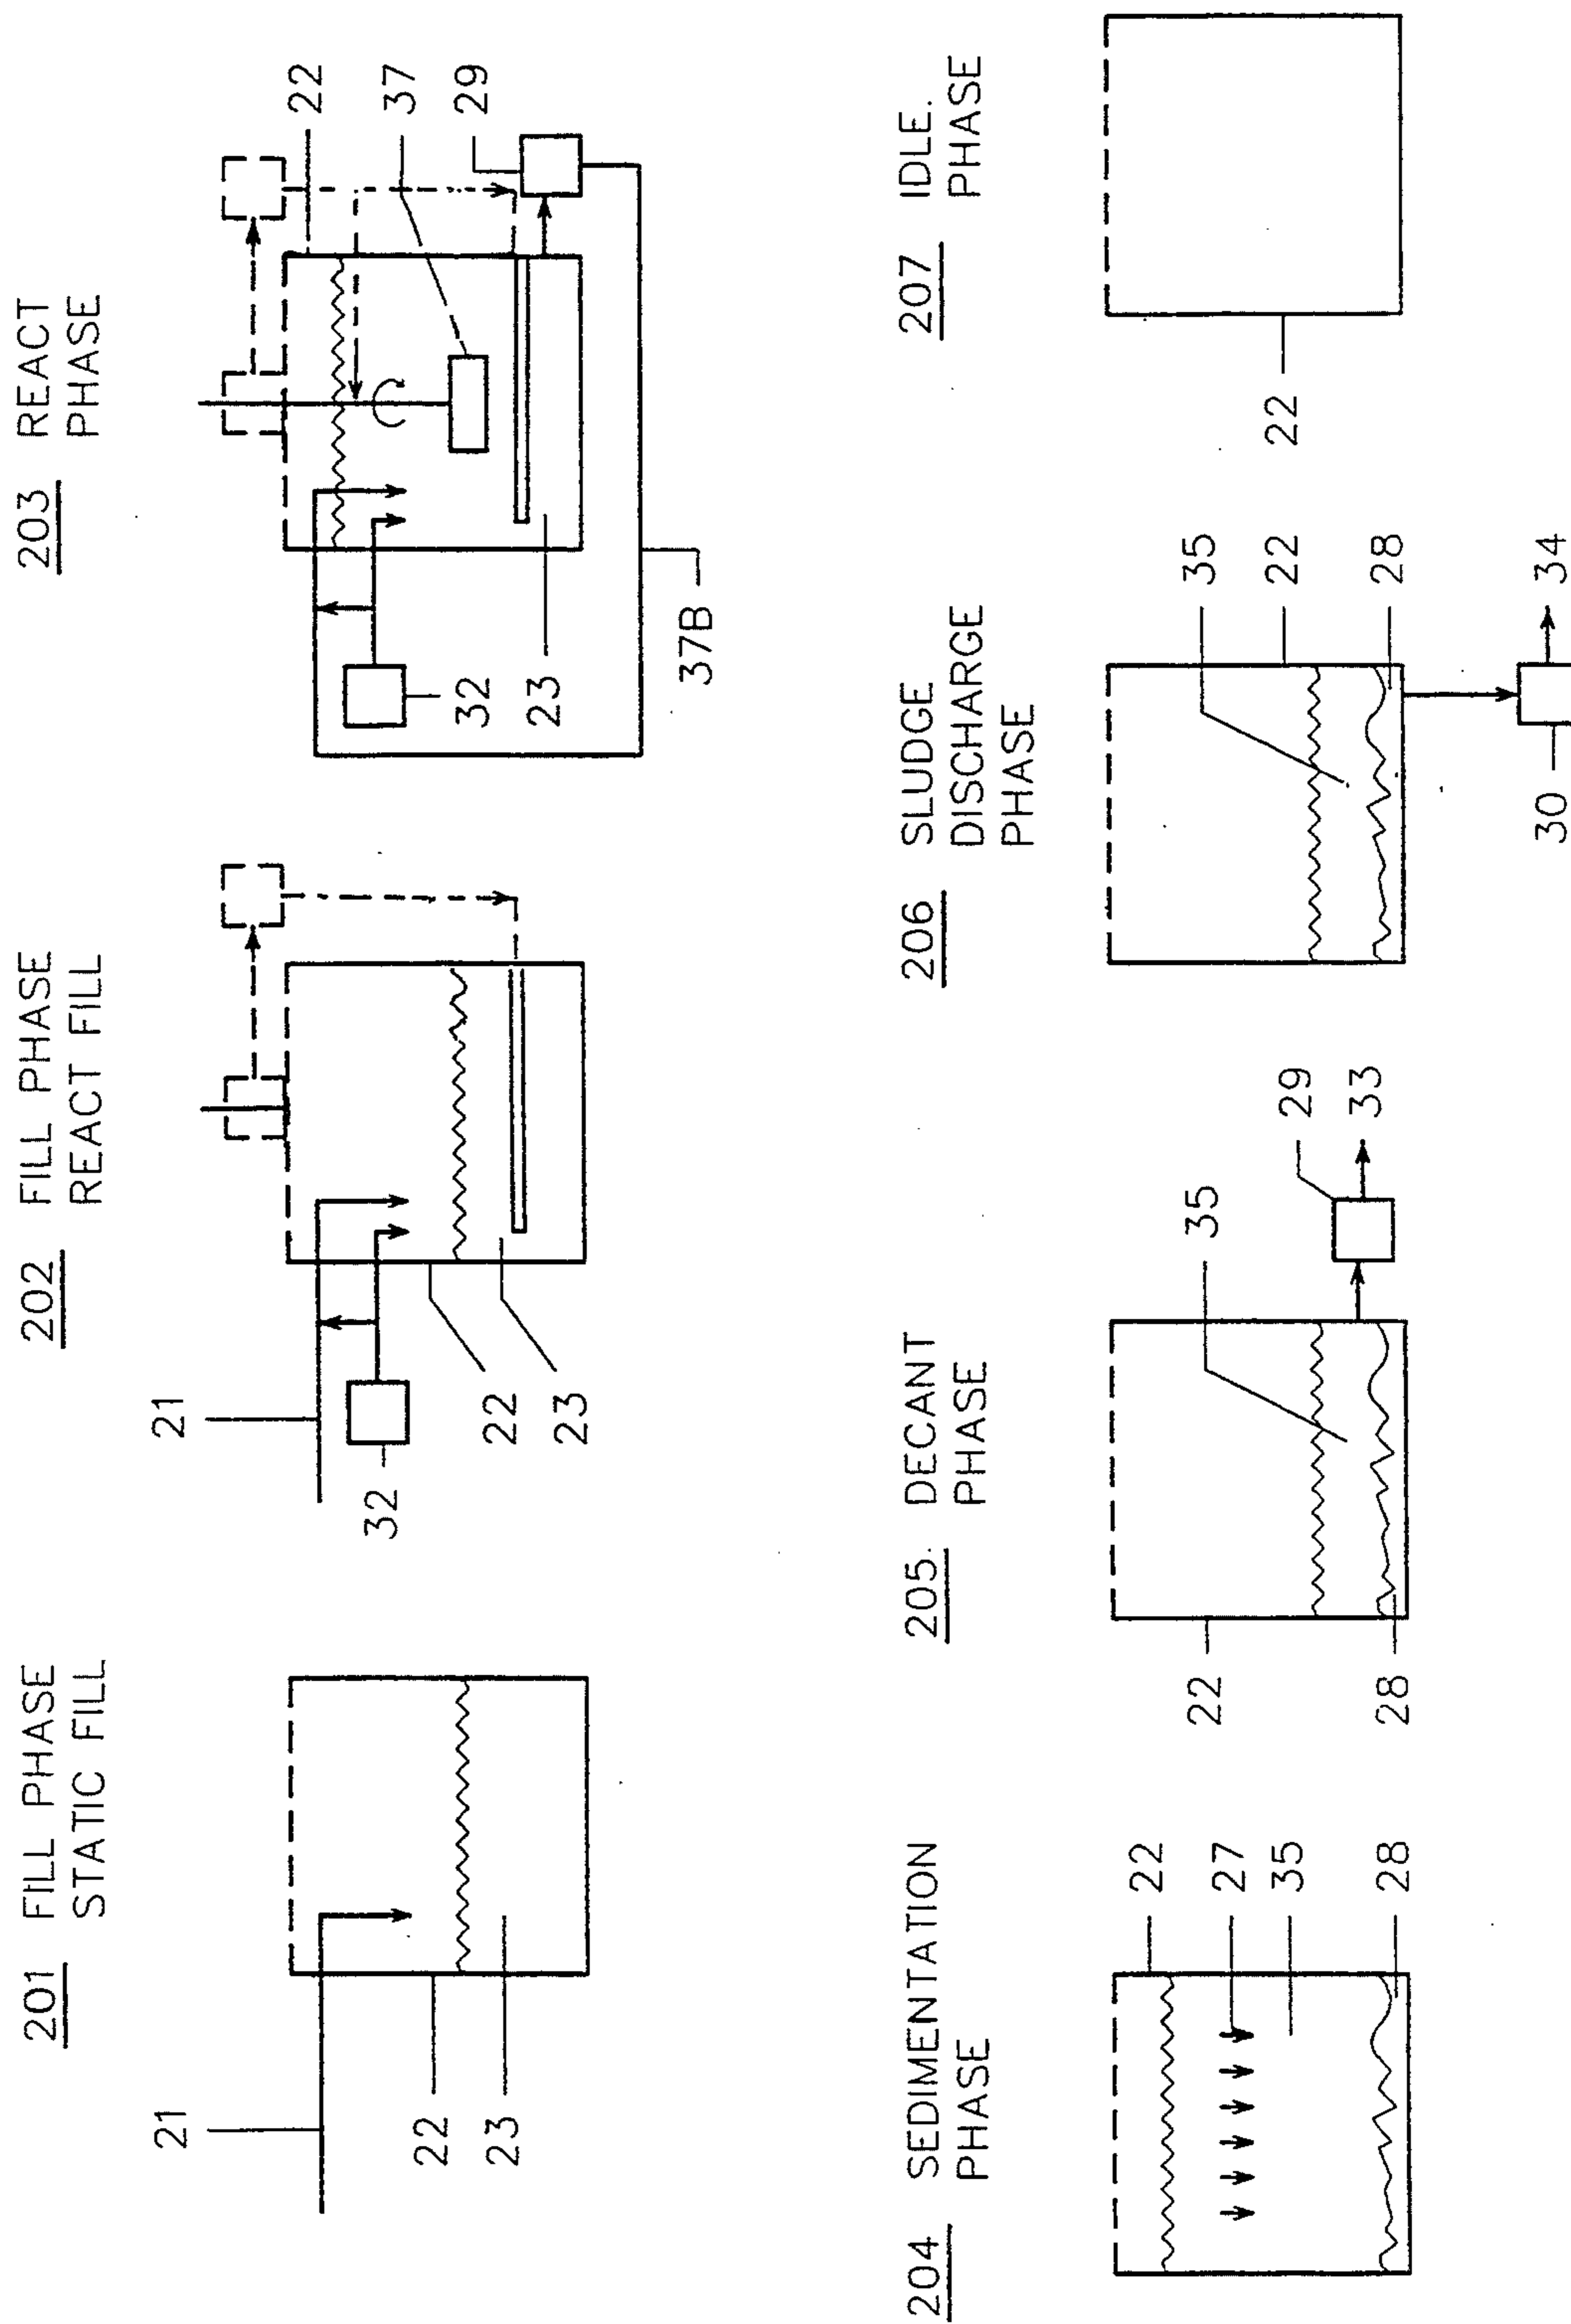 201 FILL PHASE
STATIC FILL
21
22
23
202 FILL PHASE
REACT FILL
21
32
22
23
203 REACT
PHASE
22
37
29
32
23
37B
204 SEDIMENTATION
PHASE
22
27
35
28
205. DECANT
PHASE
35
29
33
22
28
206 SLUDGE
DISCHARGE
PHASE
35
22
28
34
30
207 IDLE.
PHASE
22